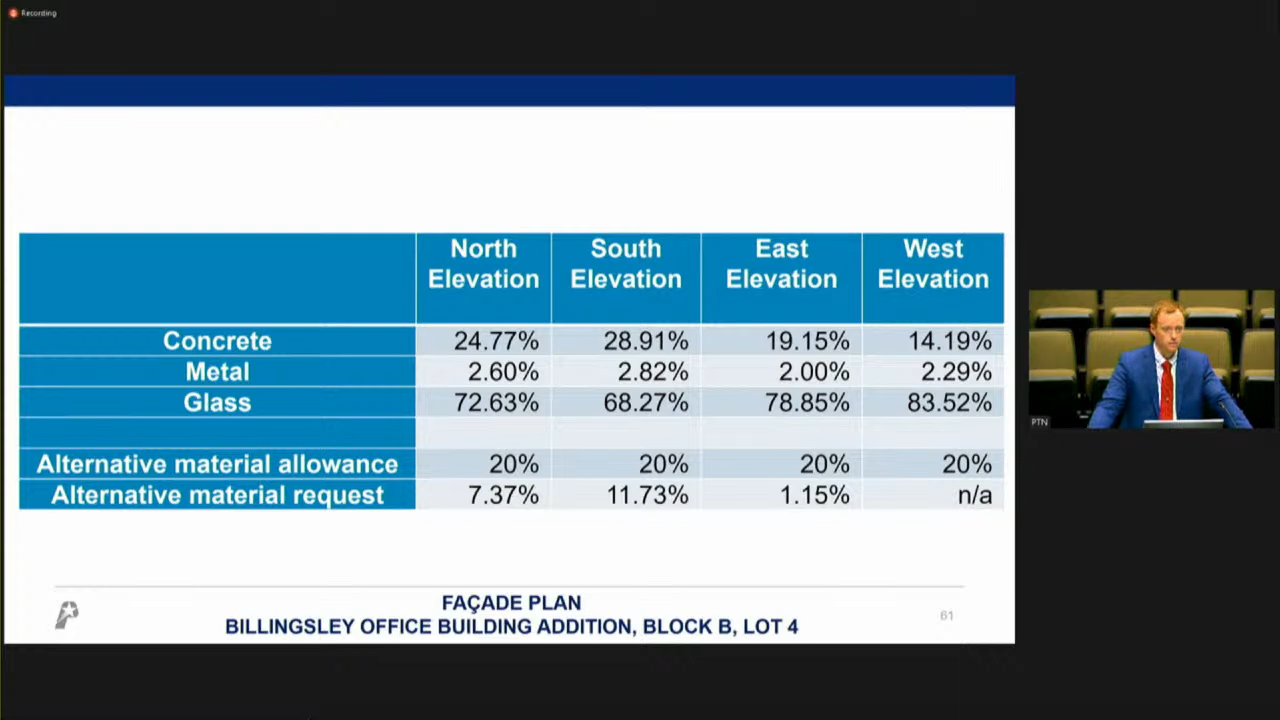 Recording
North Elevation South Elevation East Elevation West Elevation
Concrete 24.77% 28.91% 19.15% 14.19%
Metal 2.60% 2.82% 2.00% 2.29%
Glass 72.63% 68.27% 78.85% 83.52%
Alternative material allowance 20% 20% 20% 20%
Alternative material request 7.37% 11.73% 1.15% n/a
FAÇADE PLAN
BILLINGSLEY OFFICE BUILDING ADDITION, BLOCK B, LOT 4
61
PTN